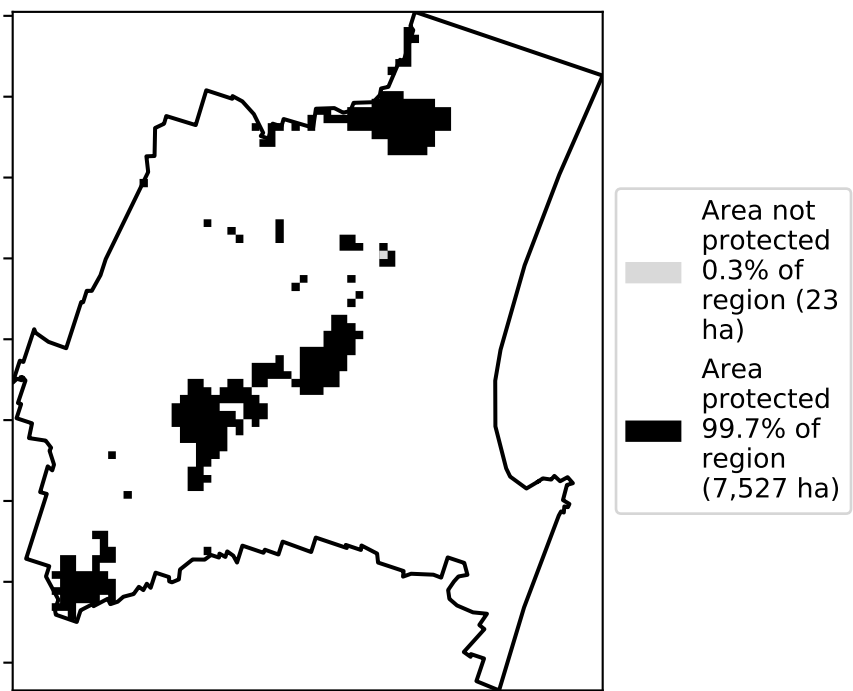 Area not
protected
0.3% of
region (23
ha)
Area
protected
99.7% of
region
(7,527 ha)